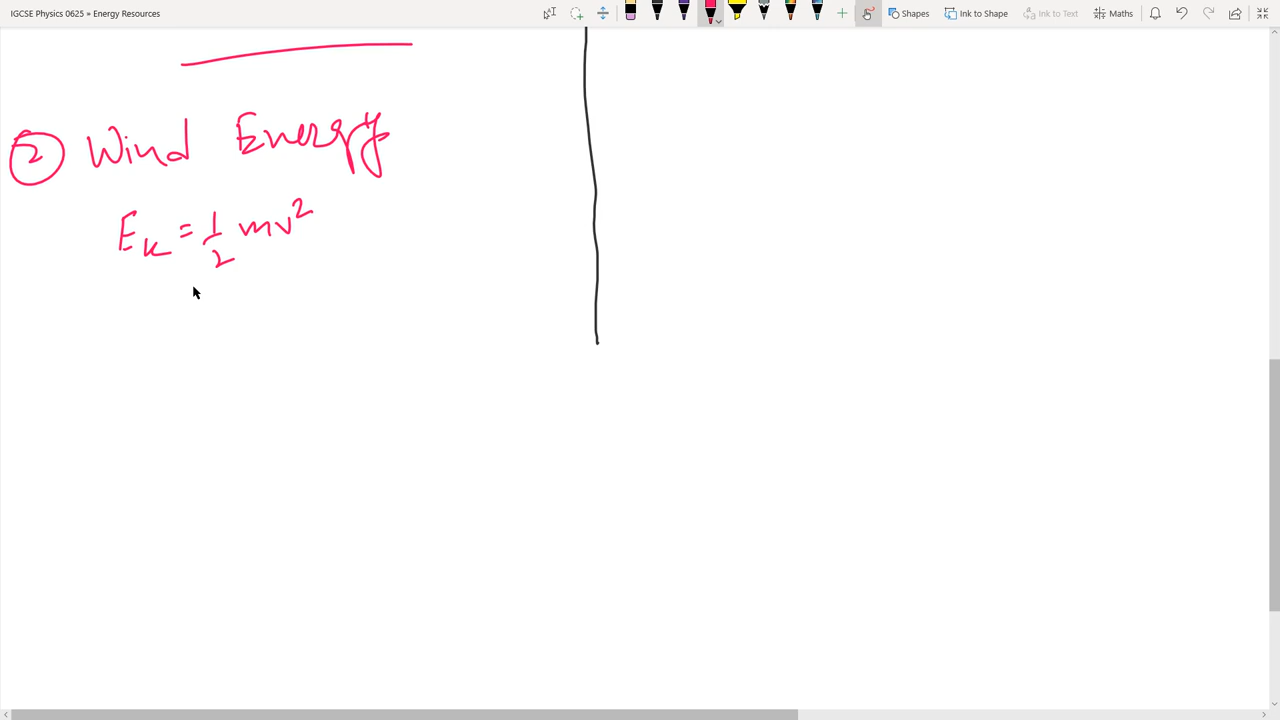 IGCSE Physics 0625 » Energy Resources
Shapes
Ink to Shape
Ink to Text
Maths
② Wind Energy
E_K = 1/2 mv²